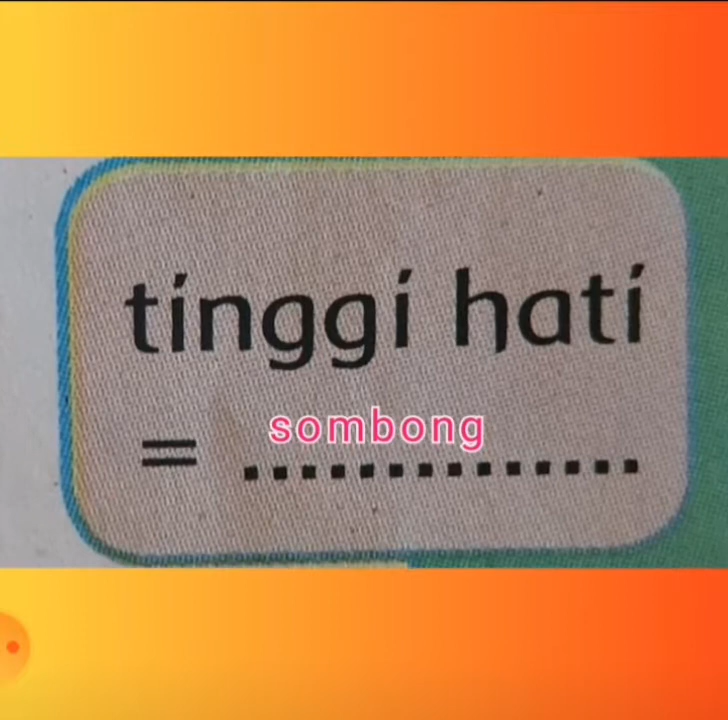 tinggi hati
= sombong ..............